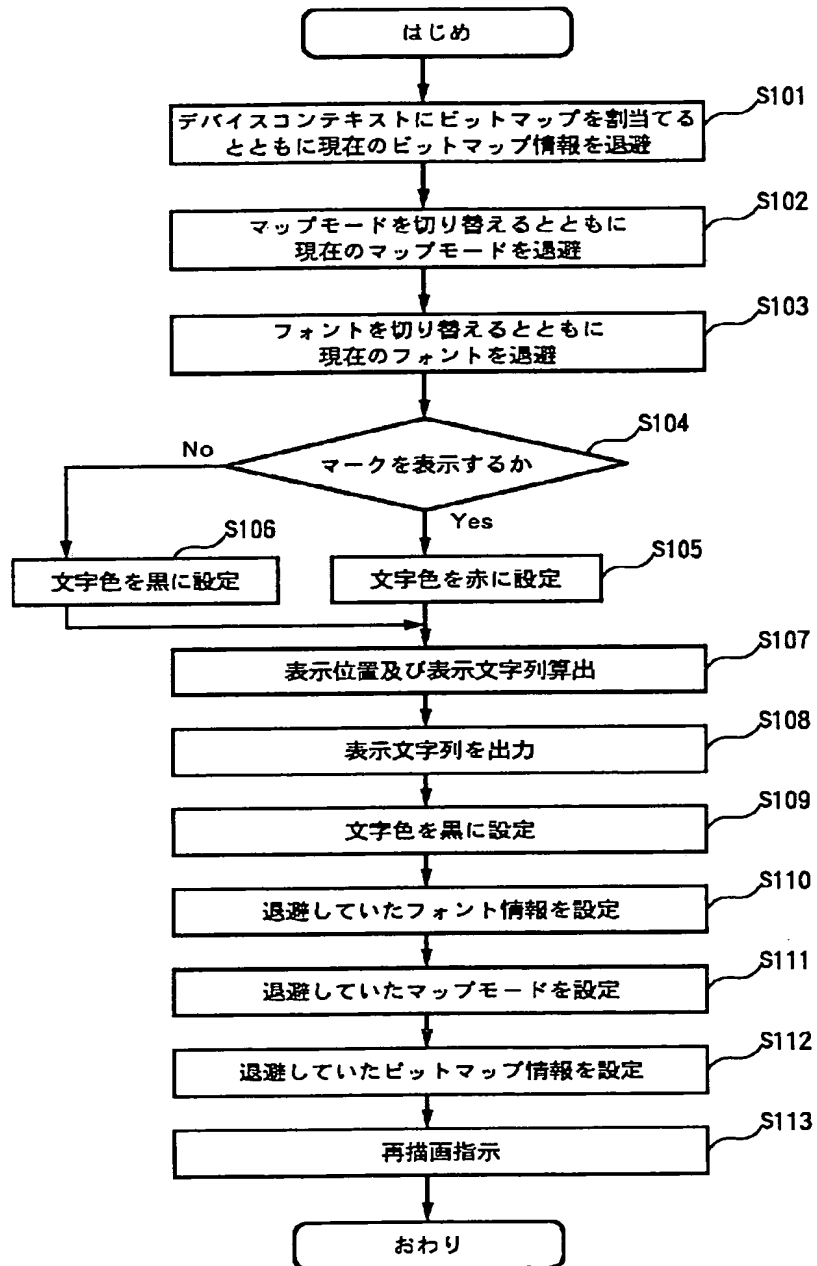 はじめ
S101
デバイスコンテキストにビットマップを割当てる
とともに現在のビットマップ情報を退避
S102
マップモードを切り替えるとともに
現在のマップモードを退避
S103
フォントを切り替えるとともに
現在のフォントを退避
S104
マークを表示するか
No
Yes
S106
文字色を黒に設定
S105
文字色を赤に設定
S107
表示位置及び表示文字列算出
S108
表示文字列を出力
S109
文字色を黒に設定
S110
退避していたフォント情報を設定
S111
退避していたマップモードを設定
S112
退避していたビットマップ情報を設定
S113
再描画指示
おわり